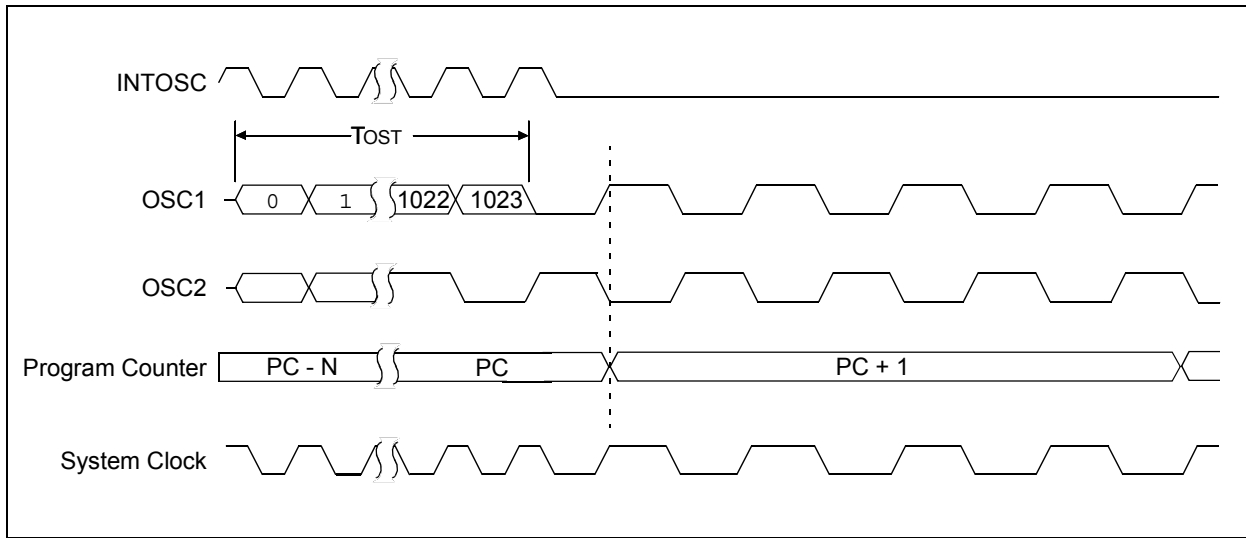 INTOSC
TOST
OSC1 0 1 1022 1023
OSC2
Program Counter PC - N PC PC + 1
System Clock